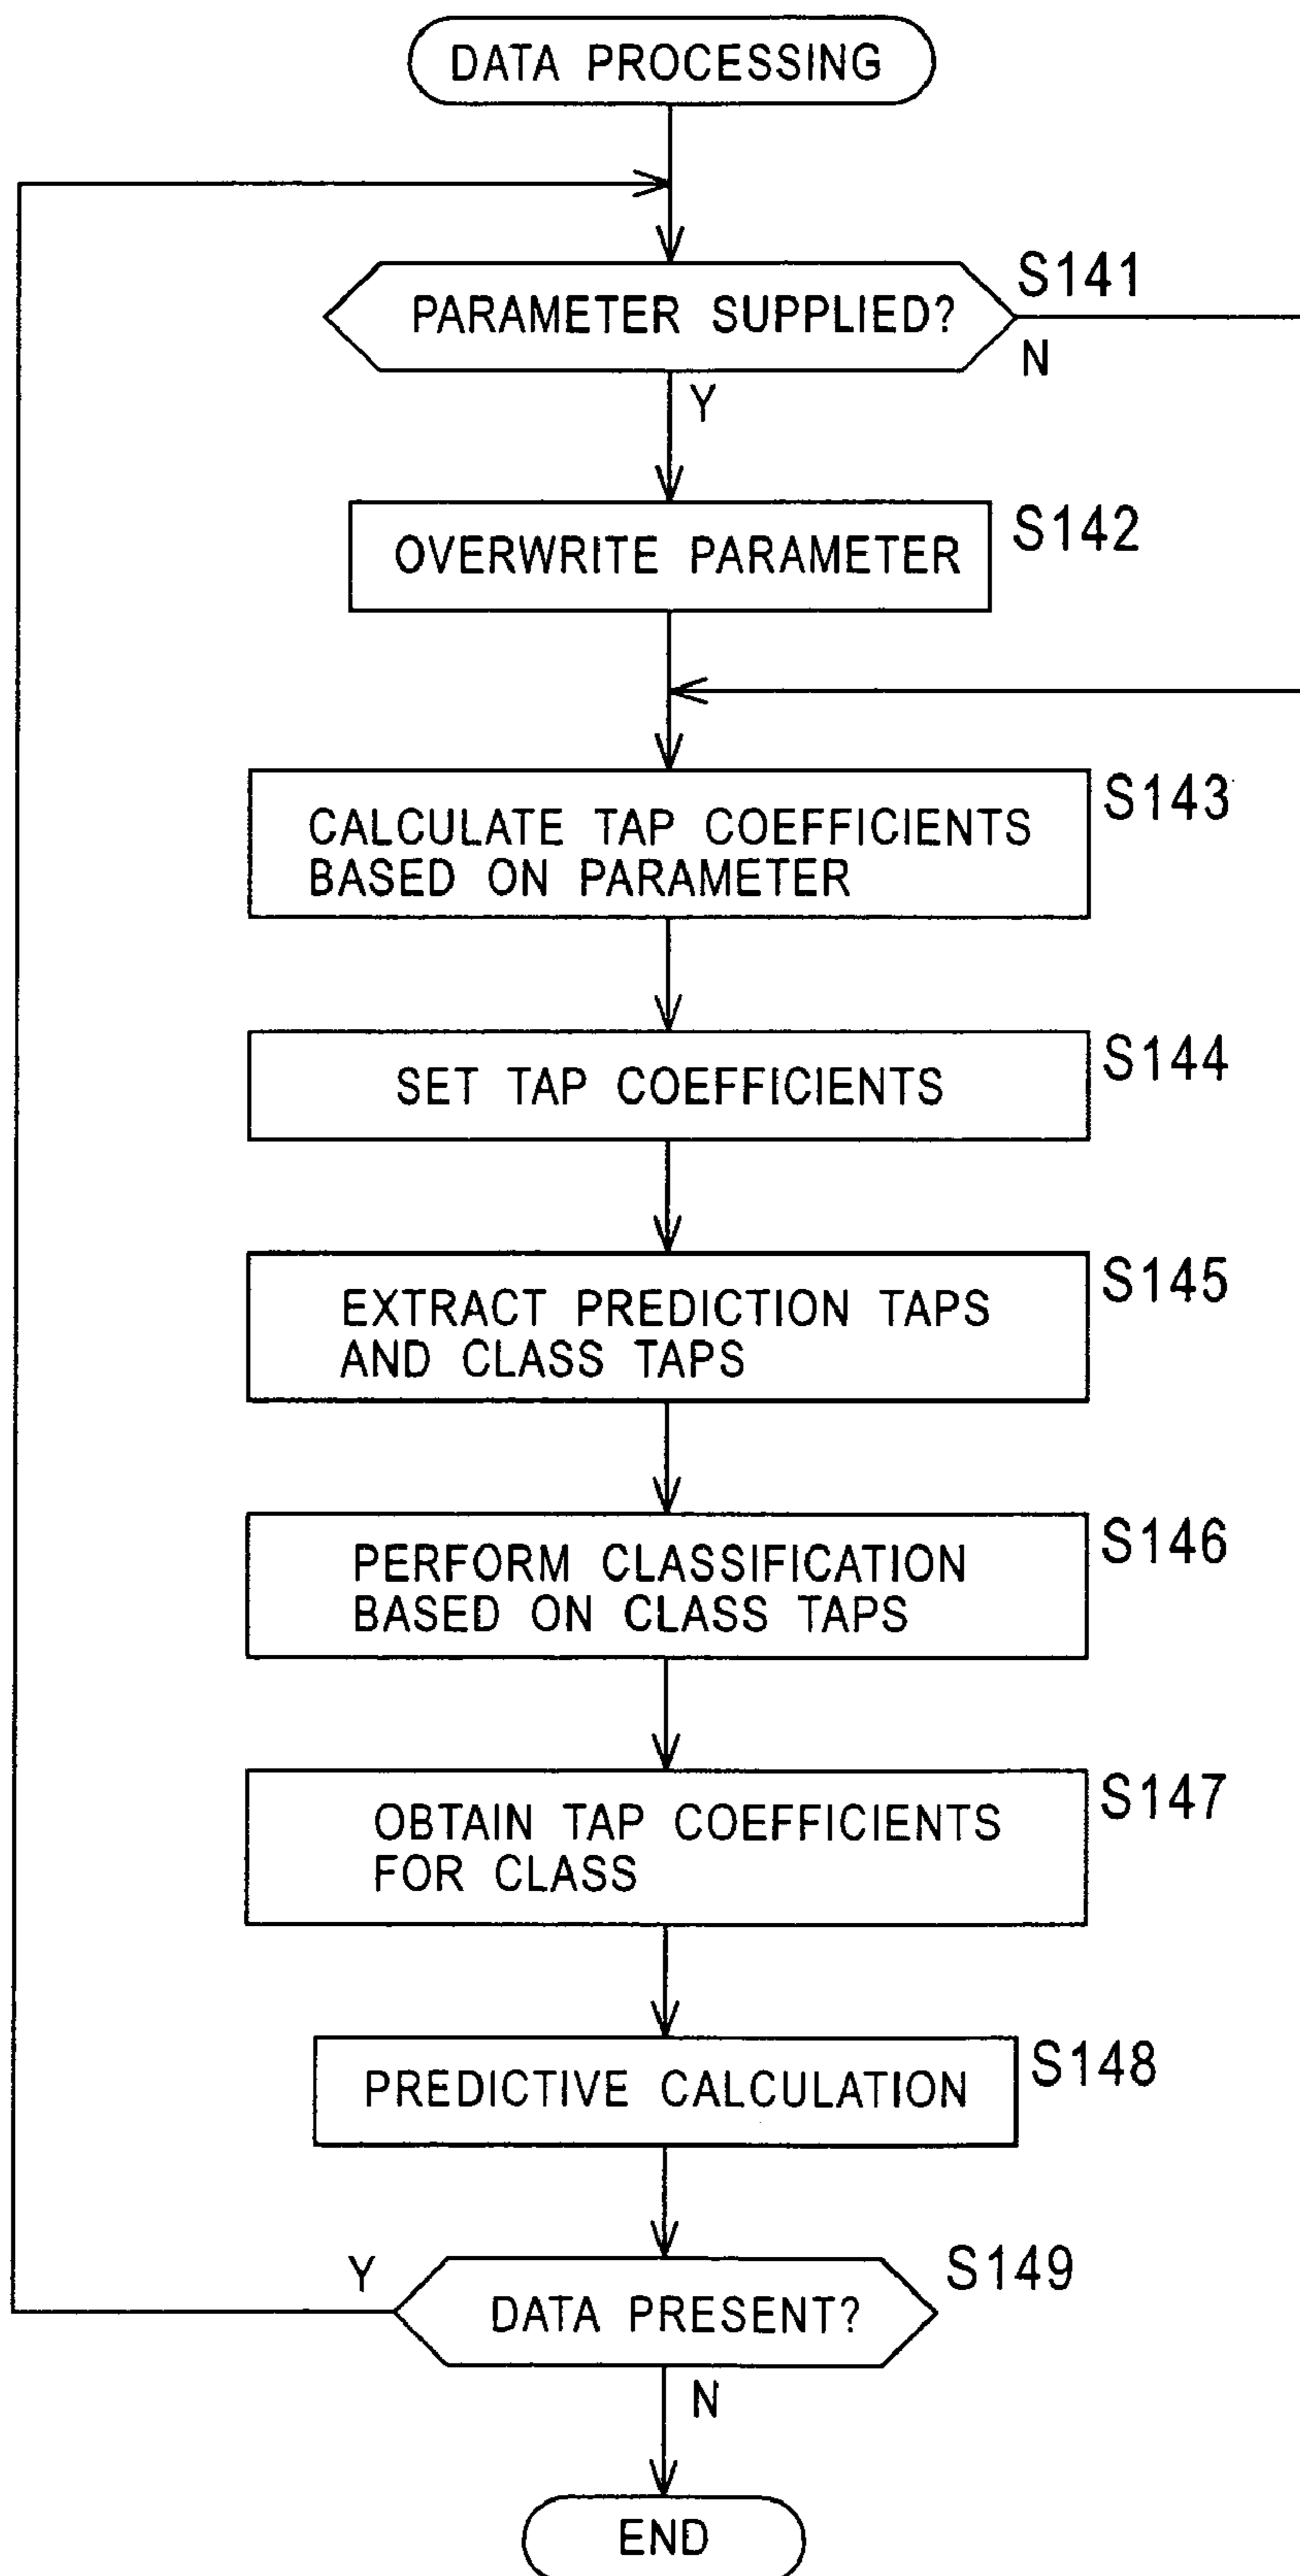 DATA PROCESSING
PARAMETER SUPPLIED?
S141
N
Y
OVERWRITE PARAMETER
S142
CALCULATE TAP COEFFICIENTS
BASED ON PARAMETER
S143
SET TAP COEFFICIENTS
S144
EXTRACT PREDICTION TAPS
AND CLASS TAPS
S145
PERFORM CLASSIFICATION
BASED ON CLASS TAPS
S146
OBTAIN TAP COEFFICIENTS
FOR CLASS
S147
PREDICTIVE CALCULATION
S148
Y
DATA PRESENT?
S149
N
END